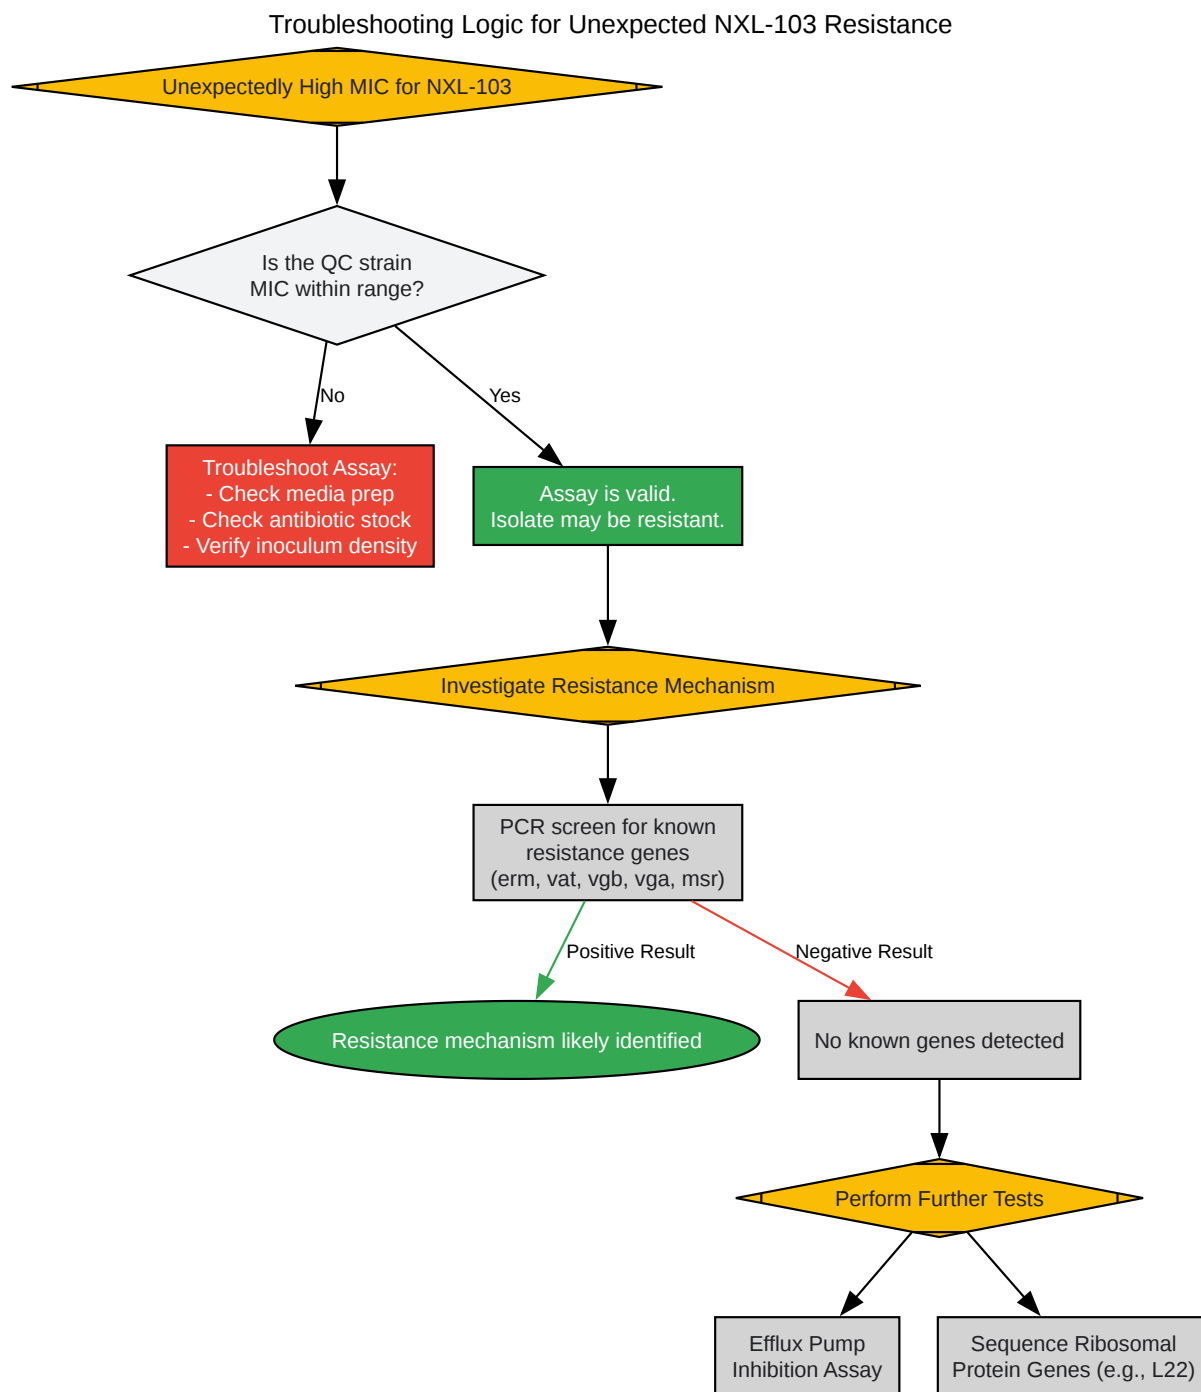 Troubleshooting Logic for Unexpected NXL-103 Resistance
Unexpectedly High MIC for NXL-103
Is the QC strain
MIC within range?
No
Yes
Troubleshoot Assay:
- Check media prep
- Check antibiotic stock
- Verify inoculum density
Assay is valid.
Isolate may be resistant.
Investigate Resistance Mechanism
PCR screen for known
resistance genes
(erm, vat, vgb, vga, msr)
Positive Result
Negative Result
Resistance mechanism likely identified
No known genes detected
Perform Further Tests
Efflux Pump
Inhibition Assay
Sequence Ribosomal
Protein Genes (e.g., L22)